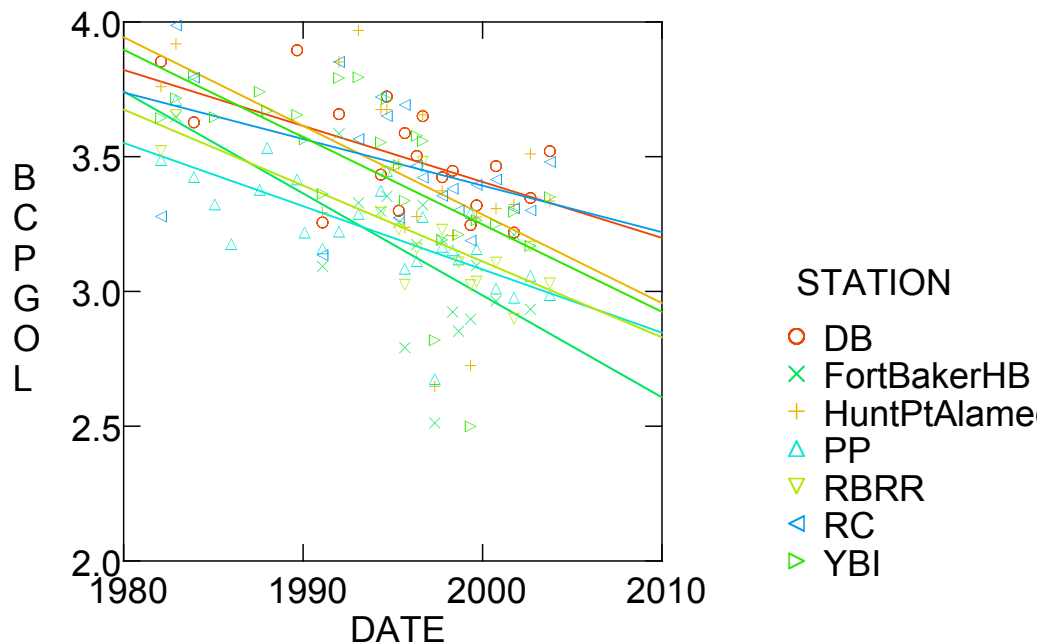 4.0
3.5
3.0
2.5
2.0
B
C
P
G
O
L
1980
1990
2000
2010
DATE
STATION
DB
FortBakerHB
HuntPtAlame
PP
RBRR
RC
YBI